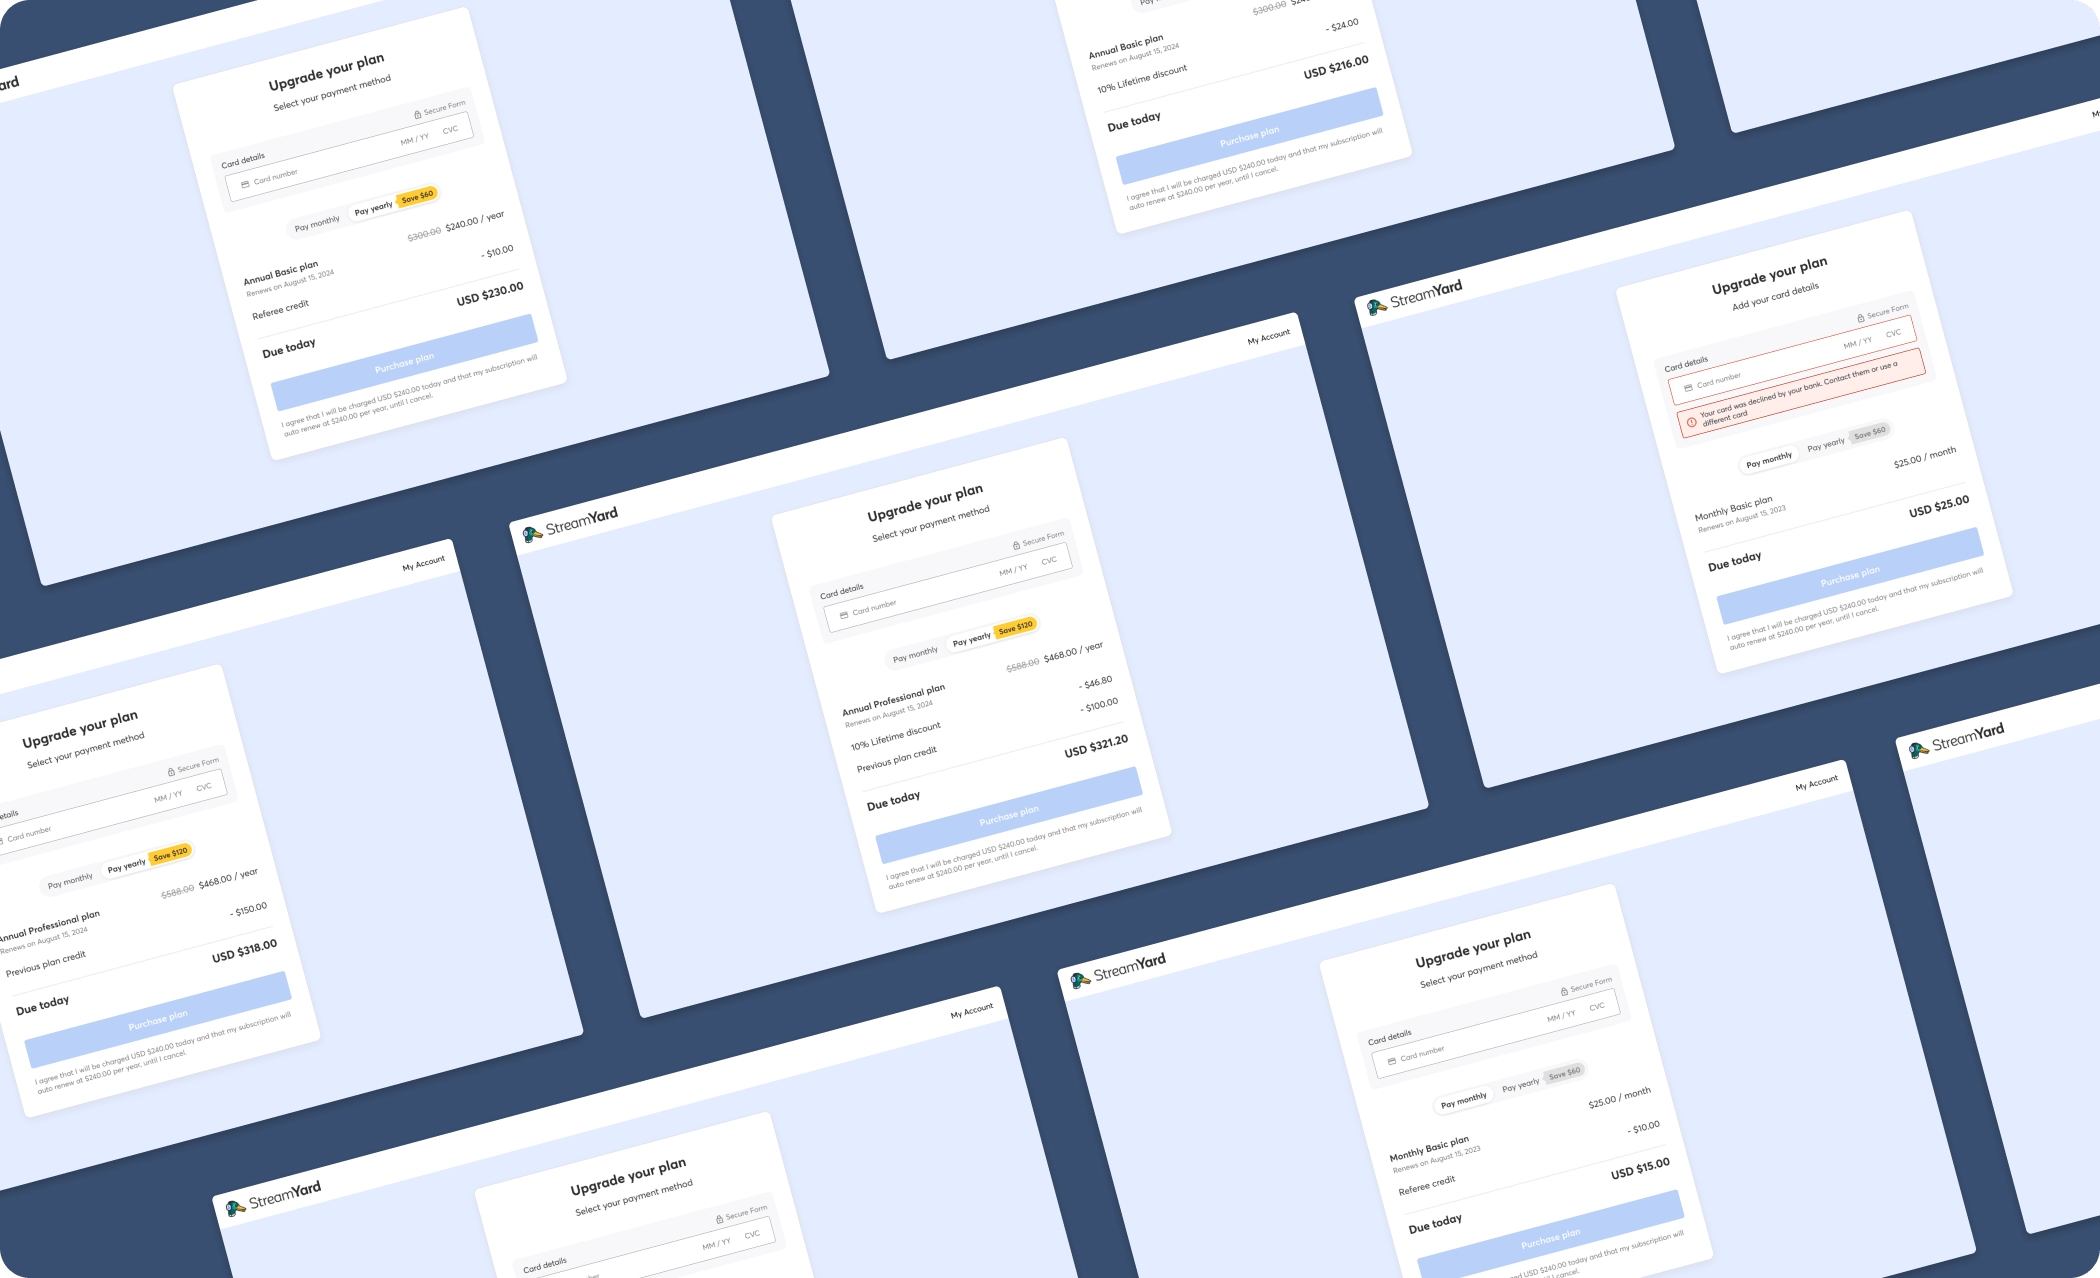 ard
Upgrade your plan
Select your payment method
Secure Form
Card details
Card number
MM / YY
CVC
Pay monthly
Pay yearly
Save $60
$300.00 $240.00 / year
Annual Basic plan
Renews on August 15, 2024
- $10.00
Referee credit
USD $230.00
Due today
Purchase plan
I agree that I will be charged USD $240.00 today and that my subscription will
auto renew at $240.00 per year, until I cancel.
$300.00
Annual Basic plan
Renews on August 15, 2024
- $24.00
10% Lifetime discount
USD $216.00
Due today
Purchase plan
I agree that I will be charged USD $240.00 today and that my subscription will
auto renew at $240.00 per year, until I cancel.
StreamYard
Upgrade your plan
Add your card details
Secure Form
Card details
Card number
MM / YY
CVC
Your card was declined by your bank. Contact them or use a
different card
Pay monthly
Pay yearly
Save $60
$25.00 / month
Monthly Basic plan
Renews on August 15, 2023
USD $25.00
Due today
Purchase plan
I agree that I will be charged USD $240.00 today and that my subscription will
auto renew at $240.00 per year, until I cancel.
My Account
Upgrade your plan
Select your payment method
Secure Form
etails
Card number
MM / YY
CVC
Pay monthly
Pay yearly
Save $120
$588.00 $468.00 / year
Annual Professional plan
Renews on August 15, 2024
- $150.00
Previous plan credit
USD $318.00
Due today
Purchase plan
I agree that I will be charged USD $240.00 today and that my subscription will
auto renew at $240.00 per year, until I cancel.
StreamYard
My Account
Upgrade your plan
Select your payment method
Secure Form
Card details
Card number
MM / YY
CVC
Pay monthly
Pay yearly
Save $120
$588.00 $468.00 / year
Annual Professional plan
Renews on August 15, 2024
- $46.80
10% Lifetime discount
- $100.00
Previous plan credit
USD $321.20
Due today
Purchase plan
I agree that I will be charged USD $240.00 today and that my subscription will
auto renew at $240.00 per year, until I cancel.
StreamYard
My Account
Upgrade your plan
Select your payment method
Secure Form
Card details
MM / YY
CVC
StreamYard
My Account
Upgrade your plan
Select your payment method
Secure Form
Card details
Card number
MM / YY
CVC
Pay monthly
Pay yearly
Save $60
$25.00 / month
Monthly Basic plan
Renews on August 15, 2023
- $10.00
Referee credit
USD $15.00
Due today
Purchase plan
ed USD $240.00 today and that my subscription will
I cancel.
StreamYard